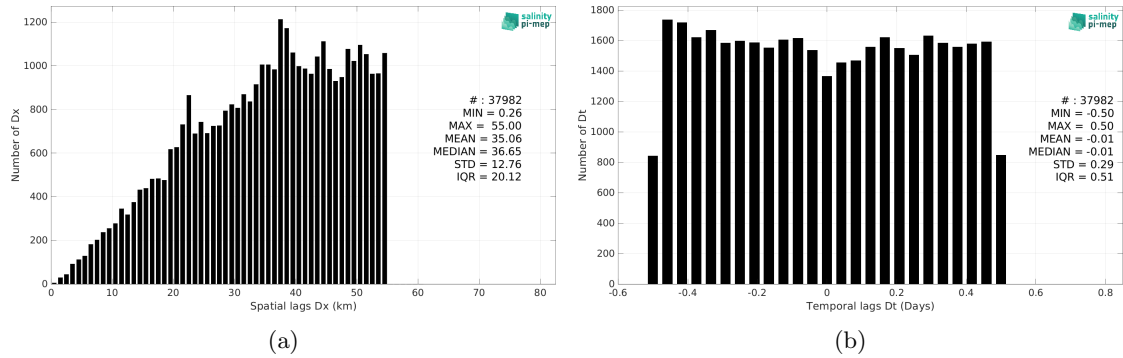 1200
1000
800
600
400
200
0
Number of Dx
0 10 20 30 40 50 60 70 80
Spatial lags Dx (km)
salinity
pi-mep
# : 37982
MIN = 0.26
MAX = 55.00
MEAN = 35.06
MEDIAN = 36.65
STD = 12.76
IQR = 20.12
(a)
1800
1600
1400
1200
1000
800
600
400
200
0
Number of Dt
-0.6 -0.4 -0.2 0 0.2 0.4 0.6 0.8
Temporal lags Dt (Days)
salinity
pi-mep
# : 37982
MIN = -0.50
MAX = 0.50
MEAN = -0.01
MEDIAN = -0.01
STD = 0.29
IQR = 0.51
(b)